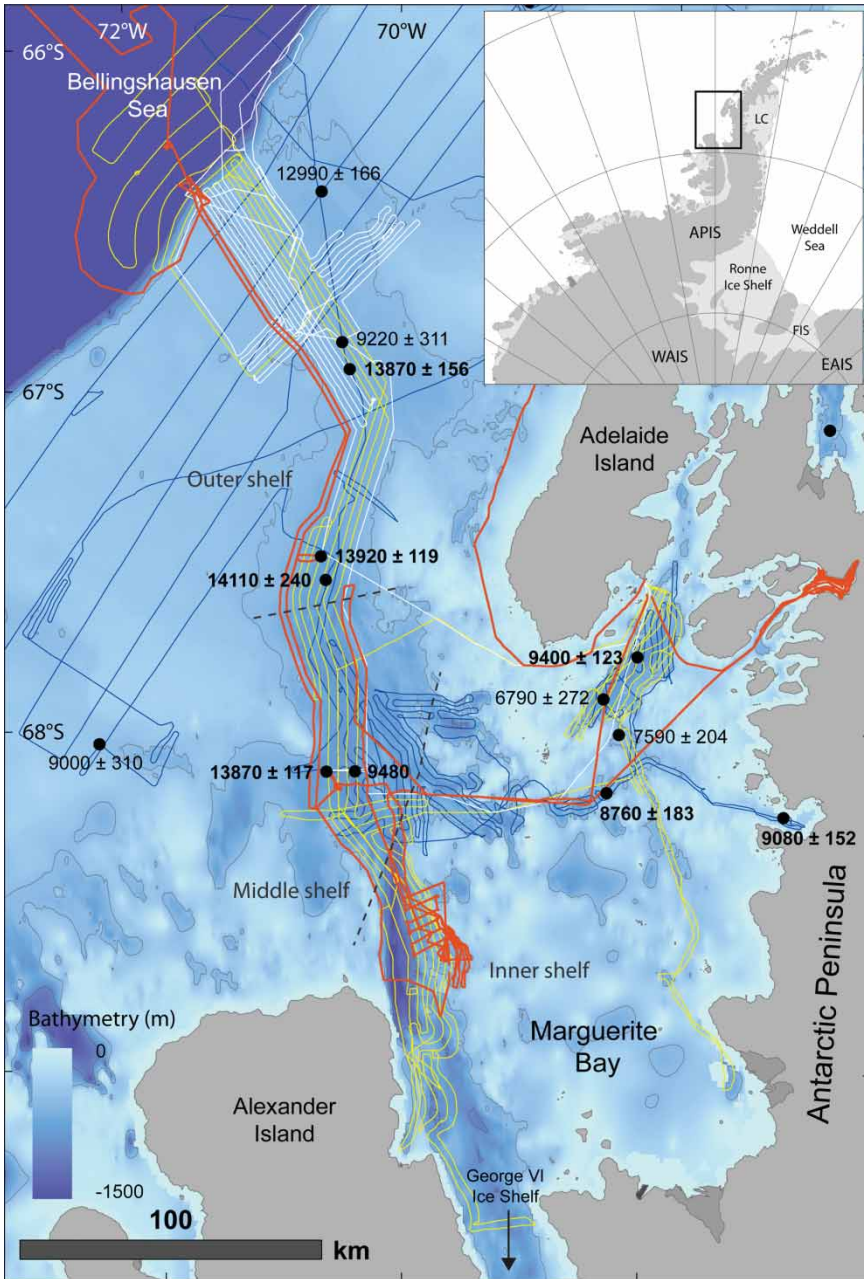 72°W
70°W
66°S
Bellingshausen
Sea
LC
12990 ± 166
APIS
Weddell
Sea
Ronne
Ice Shelf
FIS
WAIS
EAIS
9220 ± 311
13870 ± 156
67°S
Adelaide
Island
Outer shelf
13920 ± 119
14110 ± 240
9400 ± 123
6790 ± 272
68°S
7590 ± 204
9000 ± 310
13870 ± 117
9480
8760 ± 183
9080 ± 152
Middle shelf
Inner shelf
Antarctic Peninsula
Bathymetry (m)
0
-1500
Marguerite
Bay
Alexander
Island
George VI
Ice Shelf
100
km